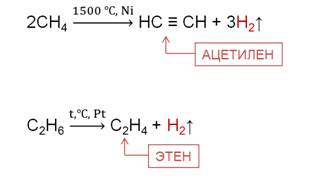 1500 °C, Ni
2CH₄ ⟶ HC ≡ CH + 3H₂↑
АЦЕТИЛЕН
t,°C, Pt
C₂H₆ ⟶ C₂H₄ + H₂↑
ЭТЕН